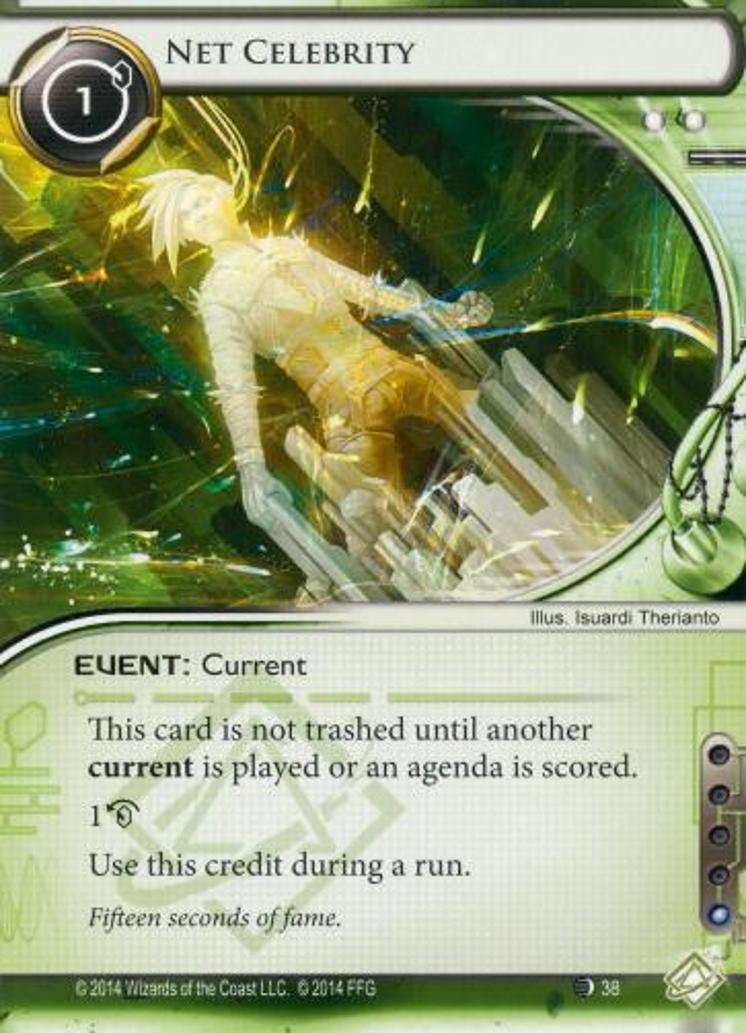 1
NET CELEBRITY
Illus. Isuardi Therianto
EVENT: Current
This card is not trashed until another
current is played or an agenda is scored.
1
Use this credit during a run.
Fifteen seconds of fame.
© 2014 Wizards of the Coast LLC. © 2014 FFG
38